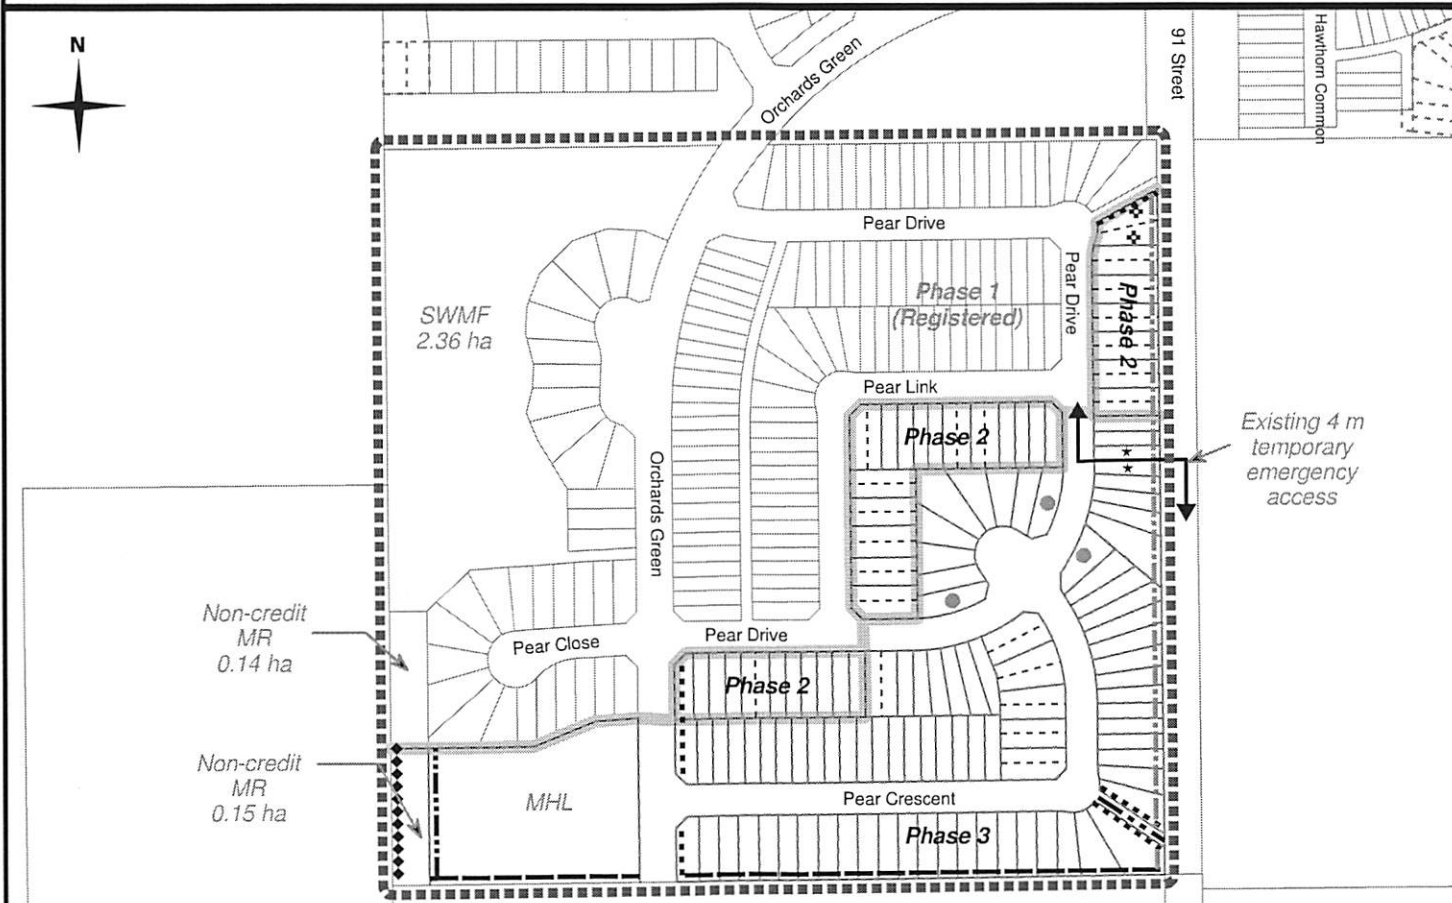 N
Orchards Green
91 Street
Hawthorn Common
Pear Drive
SWMF
2.36 ha
Phase 1
(Registered)
Pear Drive
Phase 2
Pear Link
Phase 2
Existing 4 m
temporary
emergency
access
Orchards Green
Non-credit
MR
0.14 ha
Pear Close
Pear Drive
Phase 2
Non-credit
MR
0.15 ha
MHL
Pear Crescent
Phase 3